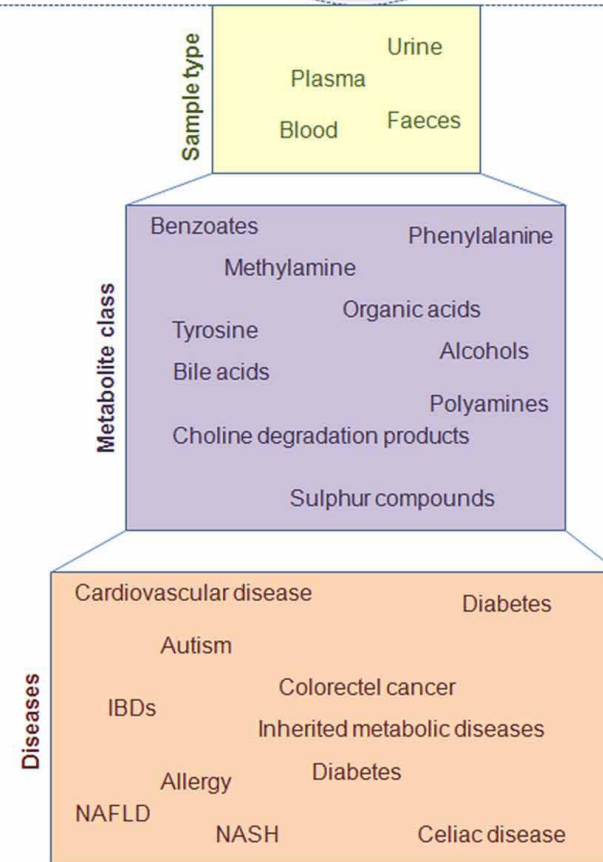 Sample type
Urine
Plasma
Blood
Faeces
Metabolite class
Benzoates
Phenylalanine
Methylamine
Organic acids
Tyrosine
Alcohols
Bile acids
Polyamines
Choline degradation products
Sulphur compounds
Diseases
Cardiovascular disease
Diabetes
Autism
Colorectel cancer
IBDs
Inherited metabolic diseases
Diabetes
Allergy
NAFLD
NASH
Celiac disease